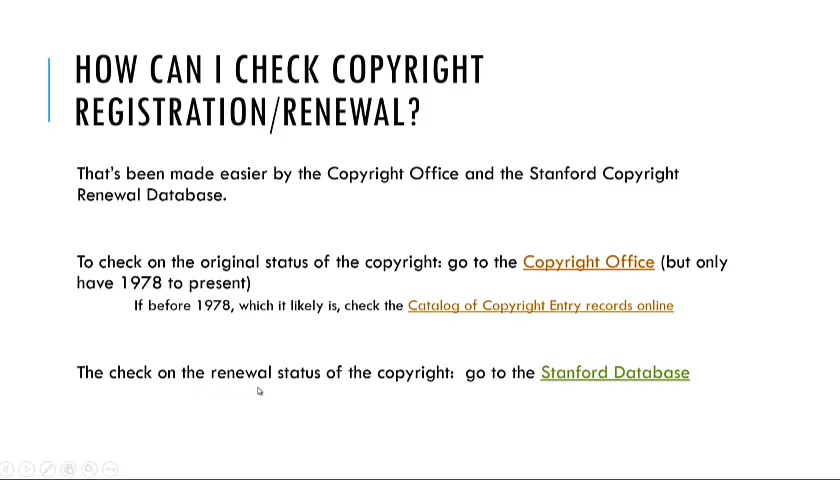 HOW CAN I CHECK COPYRIGHT
REGISTRATION/RENEWAL?
That's been made easier by the Copyright Office and the Stanford Copyright
Renewal Database.
To check on the original status of the copyright: go to the Copyright Office (but only
have 1978 to present)
If before 1978, which it likely is, check the Catalog of Copyright Entry records online
The check on the renewal status of the copyright:  go to the Stanford Database